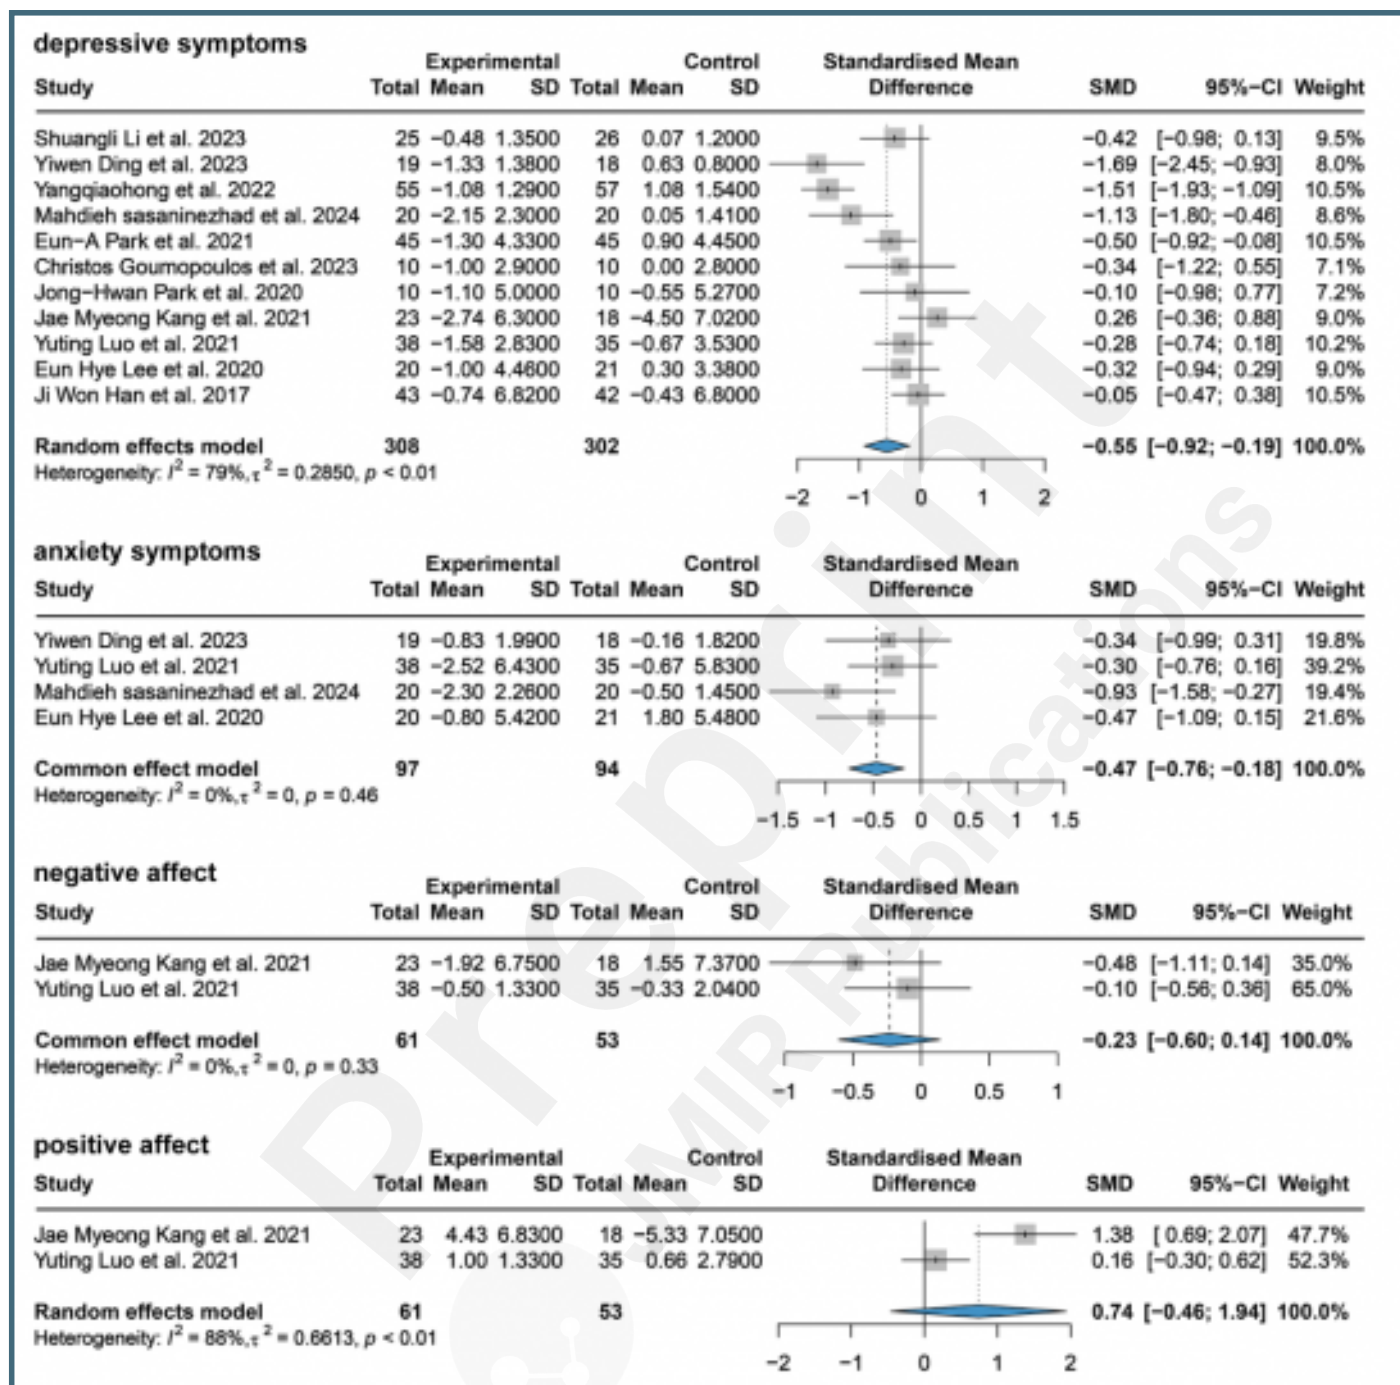 depressive symptoms
Experimental Control Standardised Mean
Study Total Mean SD Total Mean SD Difference SMD 95%−CI Weight
Shuangli Li et al. 2023 25 −0.48 1.3500 26 0.07 1.2000 −0.42 [−0.98; 0.13] 9.5%
Yiwen Ding et al. 2023 19 −1.33 1.3800 18 0.63 0.8000 −1.69 [−2.45; −0.93] 8.0%
Yangqiaohong et al. 2022 55 −1.08 1.2900 57 1.08 1.5400 −1.51 [−1.93; −1.09] 10.5%
Mahdieh sasaninezhad et al. 2024 20 −2.15 2.3000 20 0.05 1.4100 −1.13 [−1.80; −0.46] 8.6%
Eun−A Park et al. 2021 45 −1.30 4.3300 45 0.90 4.4500 −0.50 [−0.92; −0.08] 10.5%
Christos Goumopoulos et al. 2023 10 −1.00 2.9000 10 0.00 2.8000 −0.34 [−1.22; 0.55] 7.1%
Jong−Hwan Park et al. 2020 10 −1.10 5.0000 10 −0.55 5.2700 −0.10 [−0.98; 0.77] 7.2%
Jae Myeong Kang et al. 2021 23 −2.74 6.3000 18 −4.50 7.0200 0.26 [−0.36; 0.88] 9.0%
Yuting Luo et al. 2021 38 −1.58 2.8300 35 −0.67 3.5300 −0.28 [−0.74; 0.18] 10.2%
Eun Hye Lee et al. 2020 20 −1.00 4.4600 21 0.30 3.3800 −0.32 [−0.94; 0.29] 9.0%
Ji Won Han et al. 2017 43 −0.74 6.8200 42 −0.43 6.8000 −0.05 [−0.47; 0.38] 10.5%
Random effects model 308 302 −0.55 [−0.92; −0.19] 100.0%
Heterogeneity: I² = 79%, τ² = 0.2850, p < 0.01
−2 −1 0 1 2
anxiety symptoms
Experimental Control Standardised Mean
Study Total Mean SD Total Mean SD Difference SMD 95%−CI Weight
Yiwen Ding et al. 2023 19 −0.83 1.9900 18 −0.16 1.8200 −0.34 [−0.99; 0.31] 19.8%
Yuting Luo et al. 2021 38 −2.52 6.4300 35 −0.67 5.8300 −0.30 [−0.76; 0.16] 39.2%
Mahdieh sasaninezhad et al. 2024 20 −2.30 2.2600 20 −0.50 1.4500 −0.93 [−1.58; −0.27] 19.4%
Eun Hye Lee et al. 2020 20 −0.80 5.4200 21 1.80 5.4800 −0.47 [−1.09; 0.15] 21.6%
Common effect model 97 94 −0.47 [−0.76; −0.18] 100.0%
Heterogeneity: I² = 0%, τ² = 0, p = 0.46
−1.5 −1 −0.5 0 0.5 1 1.5
negative affect
Experimental Control Standardised Mean
Study Total Mean SD Total Mean SD Difference SMD 95%−CI Weight
Jae Myeong Kang et al. 2021 23 −1.92 6.7500 18 1.55 7.3700 −0.48 [−1.11; 0.14] 35.0%
Yuting Luo et al. 2021 38 −0.50 1.3300 35 −0.33 2.0400 −0.10 [−0.56; 0.36] 65.0%
Common effect model 61 53 −0.23 [−0.60; 0.14] 100.0%
Heterogeneity: I² = 0%, τ² = 0, p = 0.33
−1 −0.5 0 0.5 1
positive affect
Experimental Control Standardised Mean
Study Total Mean SD Total Mean SD Difference SMD 95%−CI Weight
Jae Myeong Kang et al. 2021 23 4.43 6.8300 18 −5.33 7.0500 1.38 [ 0.69; 2.07] 47.7%
Yuting Luo et al. 2021 38 1.00 1.3300 35 0.66 2.7900 0.16 [−0.30; 0.62] 52.3%
Random effects model 61 53 0.74 [−0.46; 1.94] 100.0%
Heterogeneity: I² = 88%, τ² = 0.6613, p < 0.01
−2 −1 0 1 2
Preprint
JMIR Publications